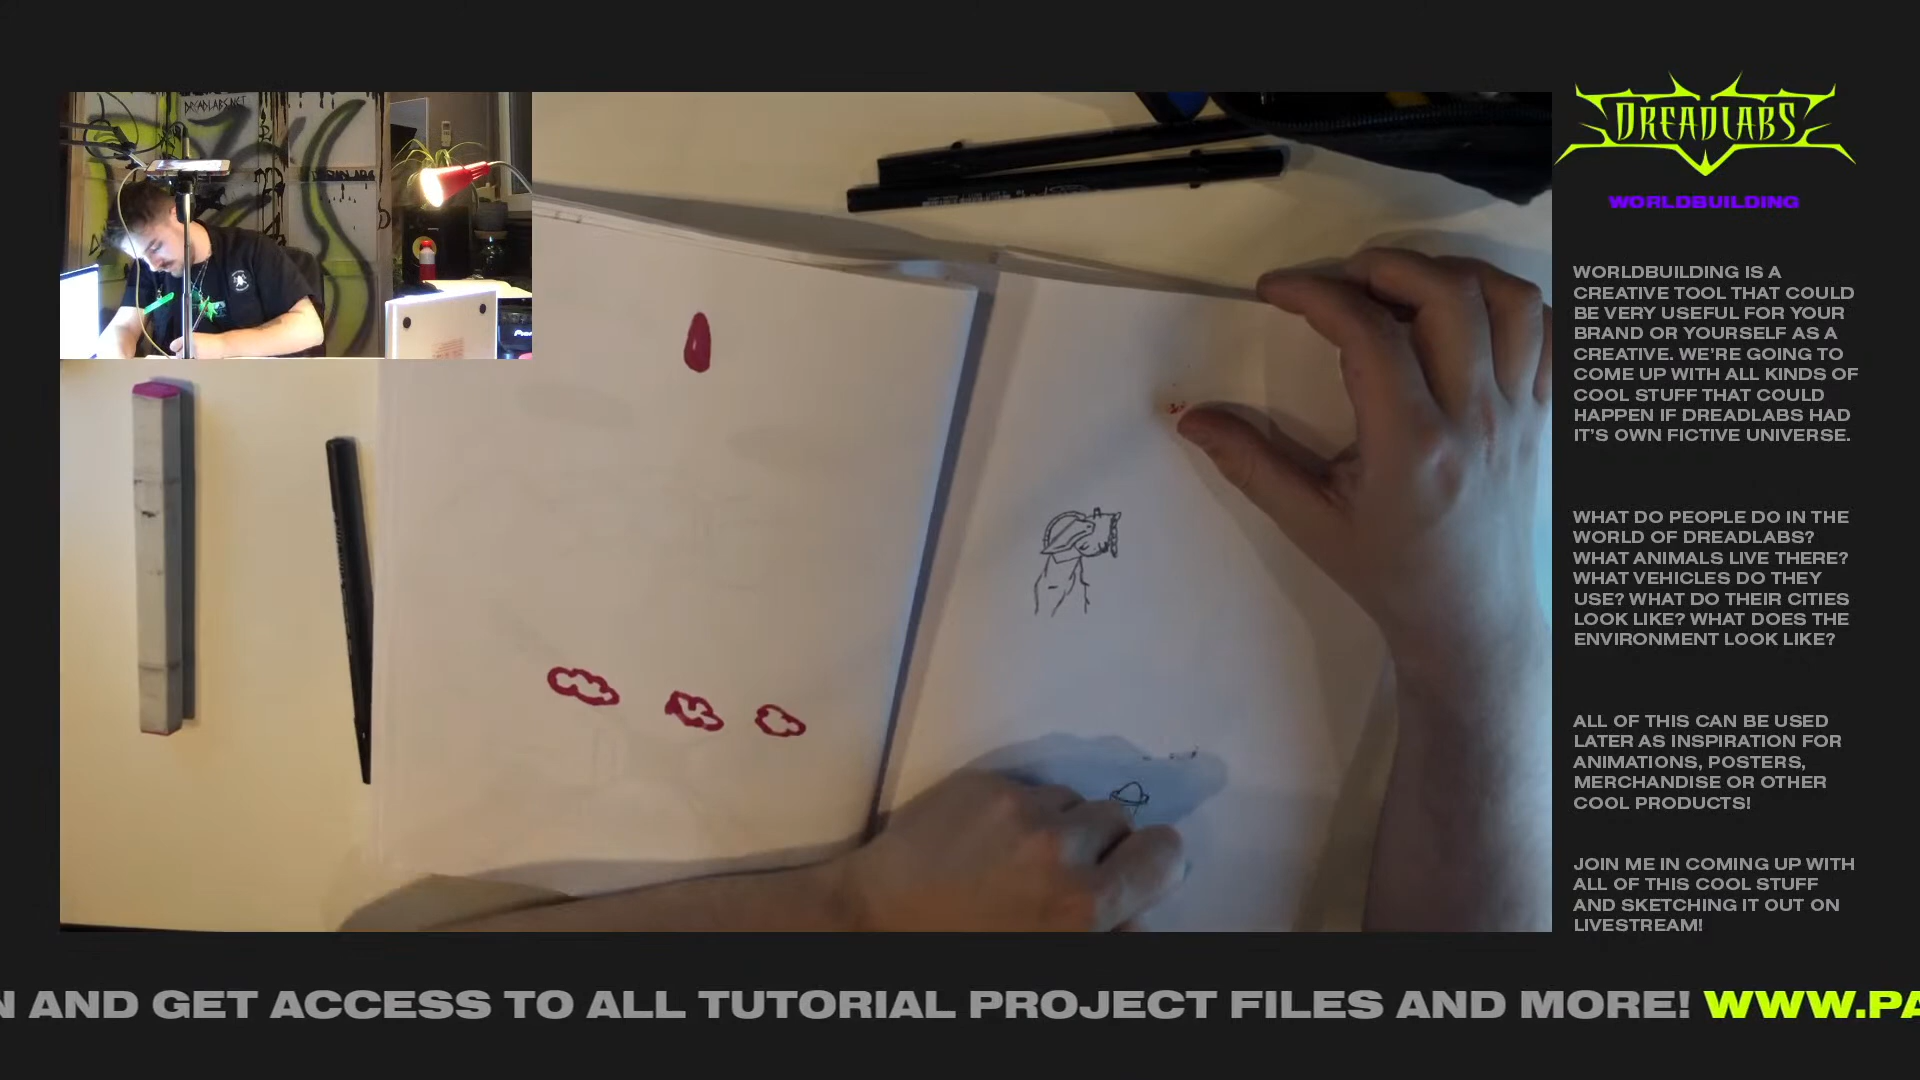 DREADLABS.NET
DREADLABS
WORLDBUILDING
WORLDBUILDING IS A
CREATIVE TOOL THAT COULD
BE VERY USEFUL FOR YOUR
BRAND OR YOURSELF AS A
CREATIVE. WE'RE GOING TO
COME UP WITH ALL KINDS OF
COOL STUFF THAT COULD
HAPPEN IF DREADLABS HAD
IT'S OWN FICTIVE UNIVERSE.
WHAT DO PEOPLE DO IN THE
WORLD OF DREADLABS?
WHAT ANIMALS LIVE THERE?
WHAT VEHICLES DO THEY
USE? WHAT DO THEIR CITIES
LOOK LIKE? WHAT DOES THE
ENVIRONMENT LOOK LIKE?
ALL OF THIS CAN BE USED
LATER AS INSPIRATION FOR
ANIMATIONS, POSTERS,
MERCHANDISE OR OTHER
COOL PRODUCTS!
JOIN ME IN COMING UP WITH
ALL OF THIS COOL STUFF
AND SKETCHING IT OUT ON
LIVESTREAM!
N AND GET ACCESS TO ALL TUTORIAL PROJECT FILES AND MORE! WWW.PA